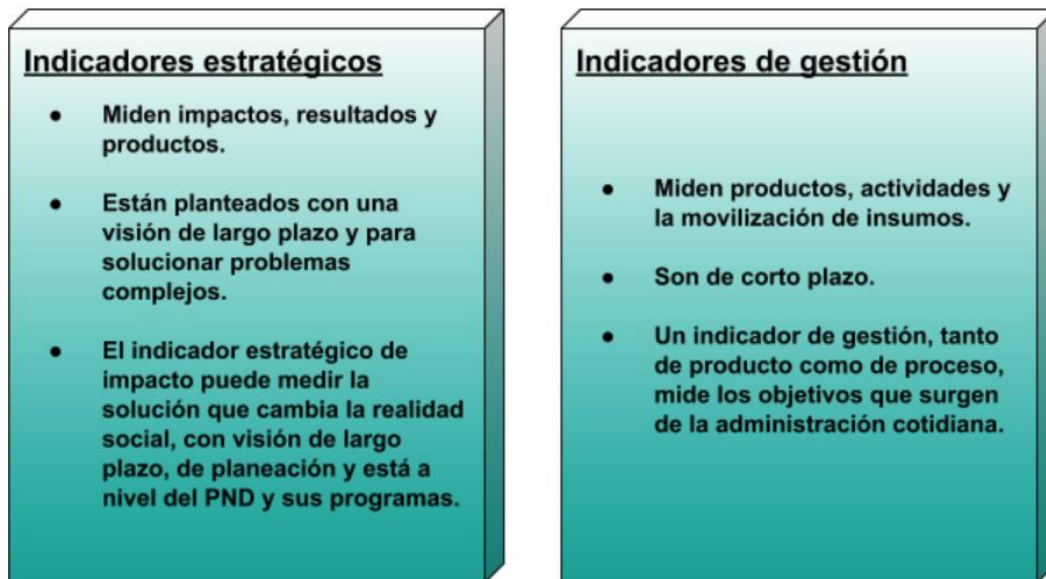 Indicadores estratégicos
● Miden impactos, resultados y
productos.
● Están planteados con una
visión de largo plazo y para
solucionar problemas
complejos.
● El indicador estratégico de
impacto puede medir la
solución que cambia la realidad
social, con visión de largo
plazo, de planeación y está a
nivel del PND y sus programas.
Indicadores de gestión
● Miden productos, actividades y
la movilización de insumos.
● Son de corto plazo.
● Un indicador de gestión, tanto
de producto como de proceso,
mide los objetivos que surgen
de la administración cotidiana.